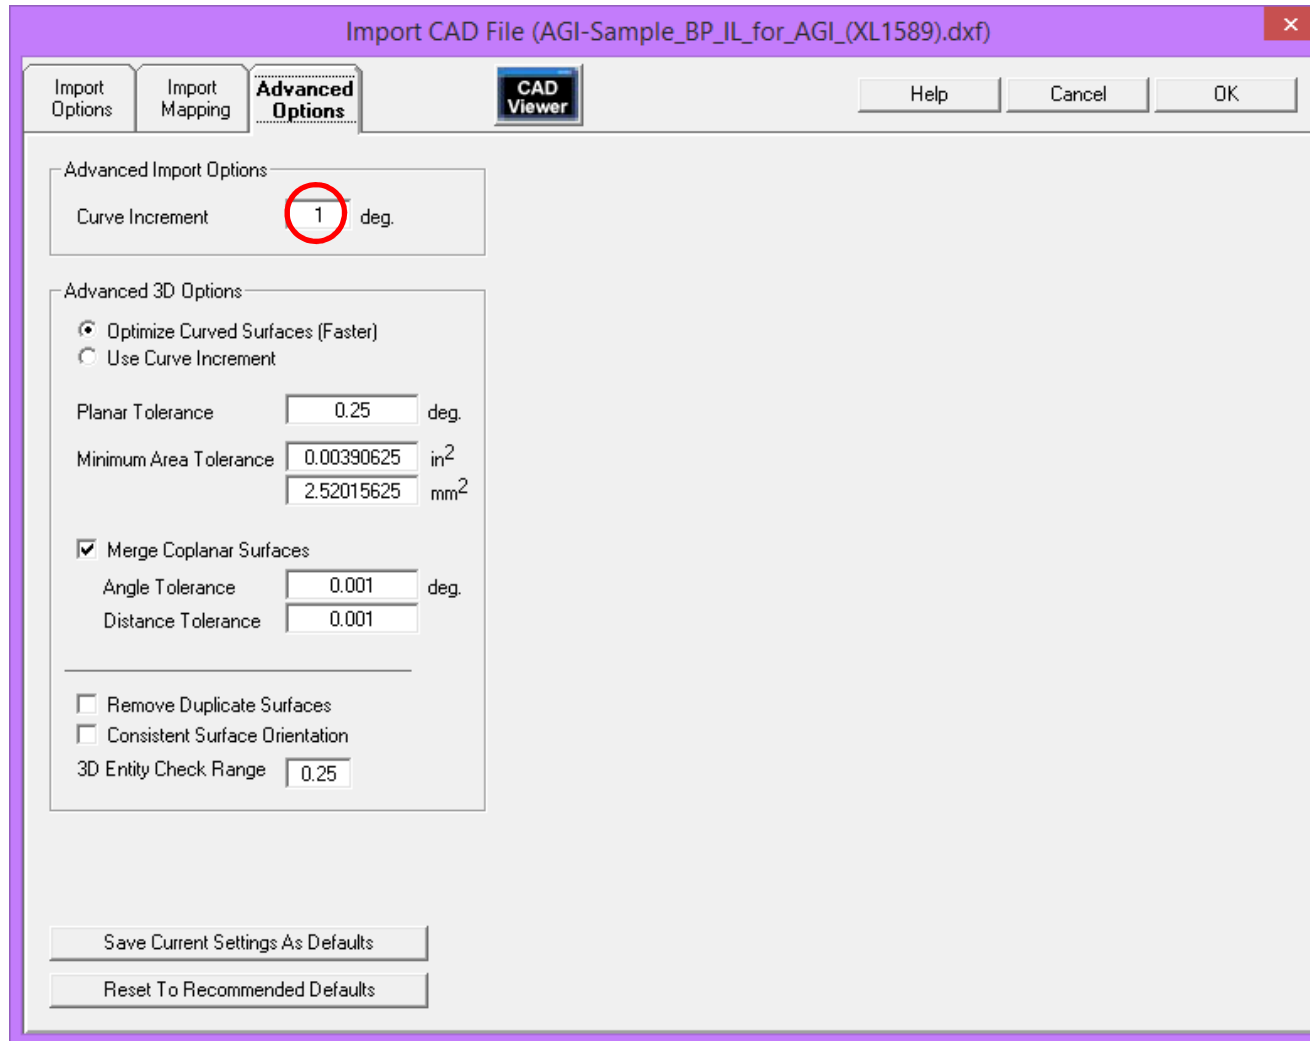 Import CAD File (AGI-Sample_BP_IL_for_AGI_(XL1589).dxf)
Import Options
Import Mapping
Advanced Options
CAD Viewer
Help
Cancel
OK
Advanced Import Options
Curve Increment 1 deg.
Advanced 3D Options
Optimize Curved Surfaces (Faster)
Use Curve Increment
Planar Tolerance 0.25 deg.
Minimum Area Tolerance 0.00390625 in2
2.52015625 mm2
Merge Coplanar Surfaces
Angle Tolerance 0.001 deg.
Distance Tolerance 0.001
Remove Duplicate Surfaces
Consistent Surface Orientation
3D Entity Check Range 0.25
Save Current Settings As Defaults
Reset To Recommended Defaults